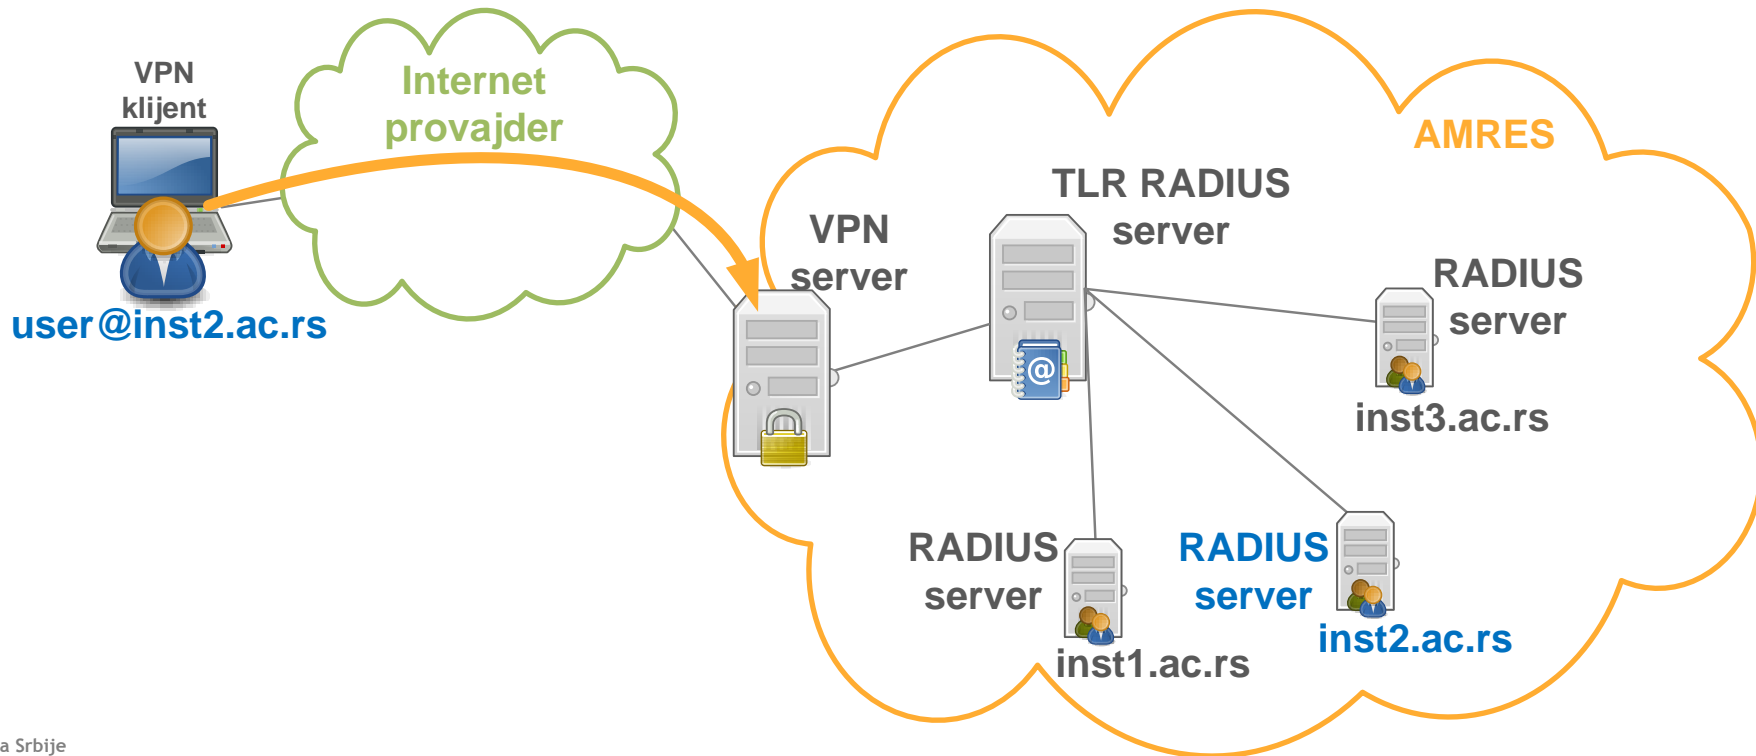 VPN
klijent
Internet
provajder
AMRES
TLR RADIUS
server
VPN
server
RADIUS
server
user@inst2.ac.rs
@
inst3.ac.rs
RADIUS
server
RADIUS
server
inst2.ac.rs
inst1.ac.rs
a Srbije